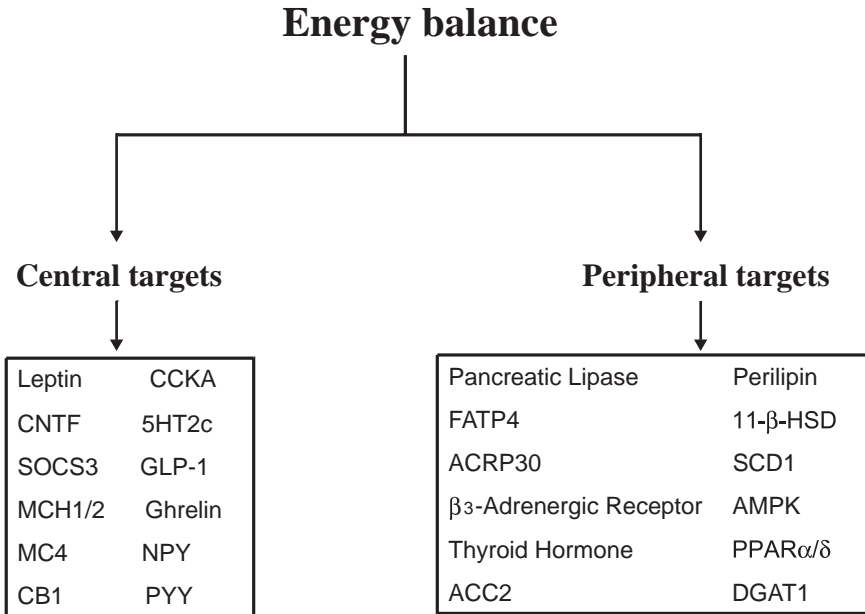 Energy balance
Central targets
Peripheral targets
Leptin CCKA
CNTF 5HT2c
SOCS3 GLP-1
MCH1/2 Ghrelin
MC4 NPY
CB1 PYY
Pancreatic Lipase Perilipin
FATP4 11-β-HSD
ACRP30 SCD1
β3-Adrenergic Receptor AMPK
Thyroid Hormone PPARα/δ
ACC2 DGAT1